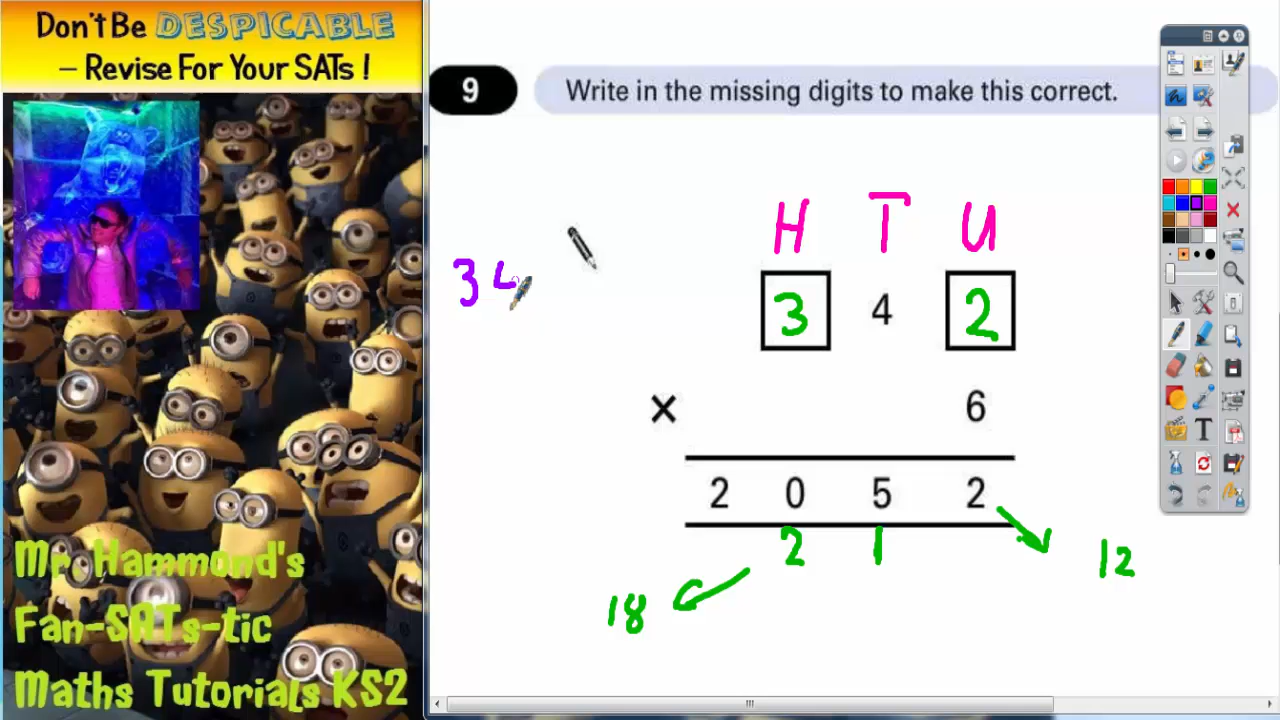 Don't Be DESPICABLE
– Revise For Your SATs !
9 Write in the missing digits to make this correct.
H T U
3 4 2
34
× 6
2 0 5 2
2 1
12
18
Mr. Hammond's
Fan-SATs-tic
Maths Tutorials KS2